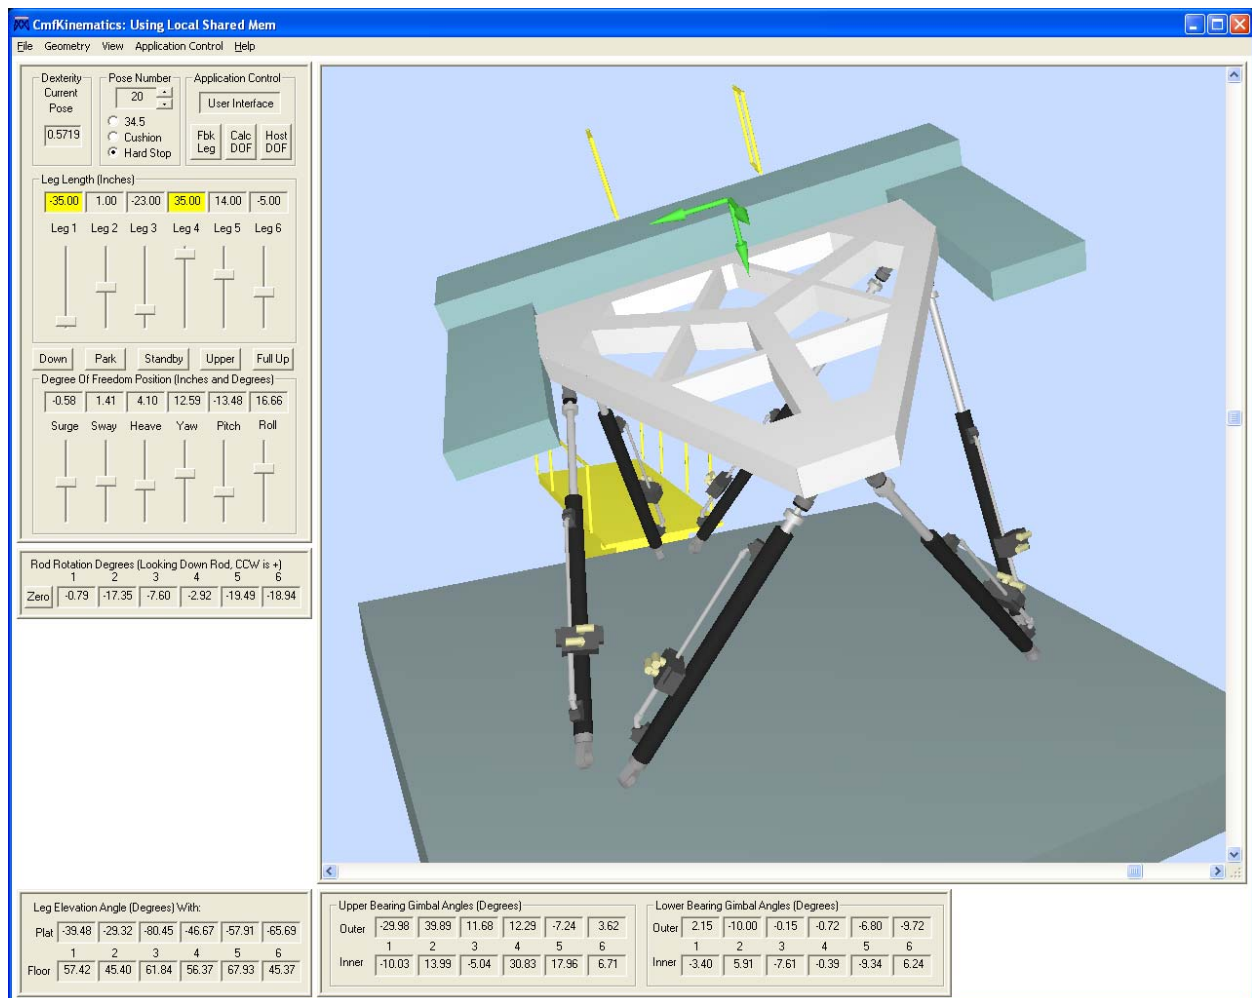 CmfKinematics: Using Local Shared Mem
File Geometry View Application Control Help
Dexterity Current Pose
0.5719
Pose Number
20
34.5
Cushion
Hard Stop
Application Control
User Interface
Fbk Leg Calc DOF Host DOF
Leg Length (Inches)
-35.00 1.00 -23.00 35.00 14.00 -5.00
Leg 1 Leg 2 Leg 3 Leg 4 Leg 5 Leg 6
Down Park Standby Upper Full Up
Degree Of Freedom Position (Inches and Degrees)
-0.58 1.41 4.10 12.59 -13.48 16.66
Surge Sway Heave Yaw Pitch Roll
Rod Rotation Degrees (Looking Down Rod, CCW is +)
1 2 3 4 5 6
Zero -0.79 -17.35 -7.60 -2.92 -19.49 -18.94
Leg Elevation Angle (Degrees) With:
Plat -39.48 -29.32 -80.45 -46.67 -57.91 -65.69
1 2 3 4 5 6
Floor 57.42 45.40 61.84 56.37 67.93 45.37
Upper Bearing Gimbal Angles (Degrees)
Outer -29.98 39.89 11.68 12.29 -7.24 3.62
1 2 3 4 5 6
Inner -10.03 13.99 -5.04 30.83 17.96 6.71
Lower Bearing Gimbal Angles (Degrees)
Outer 2.15 -10.00 -0.15 -0.72 -6.80 -9.72
1 2 3 4 5 6
Inner -3.40 5.91 -7.61 -0.39 -9.34 6.24